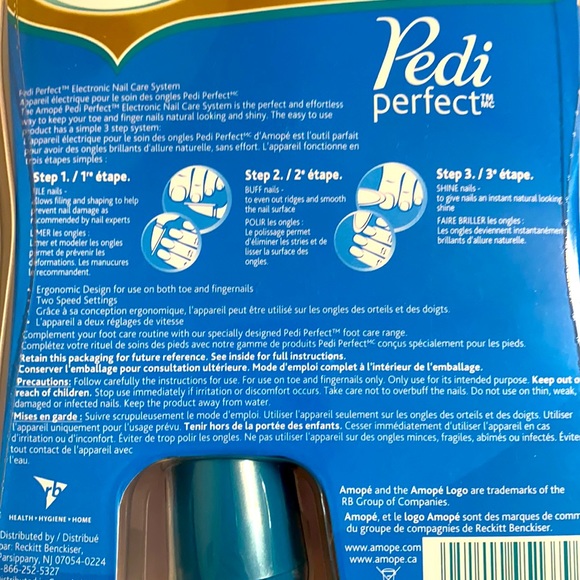 Pedi
perfect™MC
Pedi Perfect™ Electronic Nail Care System
Appareil électrique pour le soin des ongles Pedi Perfectᴹᶜ
The Amopé Pedi Perfect™ Electronic Nail Care System is the perfect and effortless
way to keep your toe and finger nails natural looking and shiny. The easy to use
product has a simple 3 step system:
L'appareil électrique pour le soin des ongles Pedi Perfectᴹᶜ d'Amopé est l'outil parfait
pour avoir des ongles brillants d'allure naturelle, sans effort. L'appareil fonctionne en
trois étapes simples :
Step 1. / 1ʳᵉ étape.
FILE nails -
allows filing and shaping to help
prevent nail damage as
recommended by nail experts
LIMER les ongles :
Limer et modeler les ongles
permet de prévenir les
déformations. Les manucures
le recommandent.
Step 2. / 2ᵉ étape.
BUFF nails -
to even out ridges and smooth
the nail surface
POLIR les ongles :
Le polissage permet
d'éliminer les stries et de
lisser la surface des
ongles.
Step 3. / 3ᵉ étape.
SHINE nails -
to give nails an instant natural looking
shine
FAIRE BRILLER les ongles :
Les ongles deviennent instantanémen
brillants d'allure naturelle.
• Ergonomic Design for use on both toe and fingernails
• Two Speed Settings
• Grâce à sa conception ergonomique, l'appareil peut être utilisé sur les ongles des orteils et des doigts.
• L'appareil a deux réglages de vitesse
Complement your foot care routine with our specially designed Pedi Perfect™ foot care range.
Complétez votre rituel de soins des pieds avec notre gamme de produits Pedi Perfectᴹᶜ conçus spécialement pour les pieds.
Retain this packaging for future reference. See inside for full instructions.
Conserver l'emballage pour consultation ultérieure. Mode d'emploi complet à l'intérieur de l'emballage.
Precautions: Follow carefully the instructions for use. For use on toe and fingernails only. Only use for its intended purpose. Keep out o
reach of children. Stop use immediately if irritation or discomfort occurs. Take care not to overbuff the nails. Do not use on thin, weak,
damaged or infected nails. Keep the product away from water.
Mises en garde : Suivre scrupuleusement le mode d'emploi. Utiliser l'appareil seulement sur les ongles des orteils et des doigts. Utiliser
l'appareil uniquement pour l'usage prévu. Tenir hors de la portée des enfants. Cesser immédiatement d'utiliser l'appareil en cas
d'irritation ou d'inconfort. Éviter de trop polir les ongles. Ne pas utiliser l'appareil sur des ongles minces, fragiles, abîmés ou infectés. Évite
tout contact de l'appareil avec
l'eau.
rb
HEALTH • HYGIENE • HOME
Distributed by / Distribué
par: Reckitt Benckiser,
Parsippany, NJ 07054-0224
-866-252-5327
Amopé and the Amopé Logo are trademarks of the
RB Group of Companies.
Amopé, et le logo Amopé sont des marques de comm
du groupe de compagnies de Reckitt Benckiser.
www.amope.com
www.amope.ca